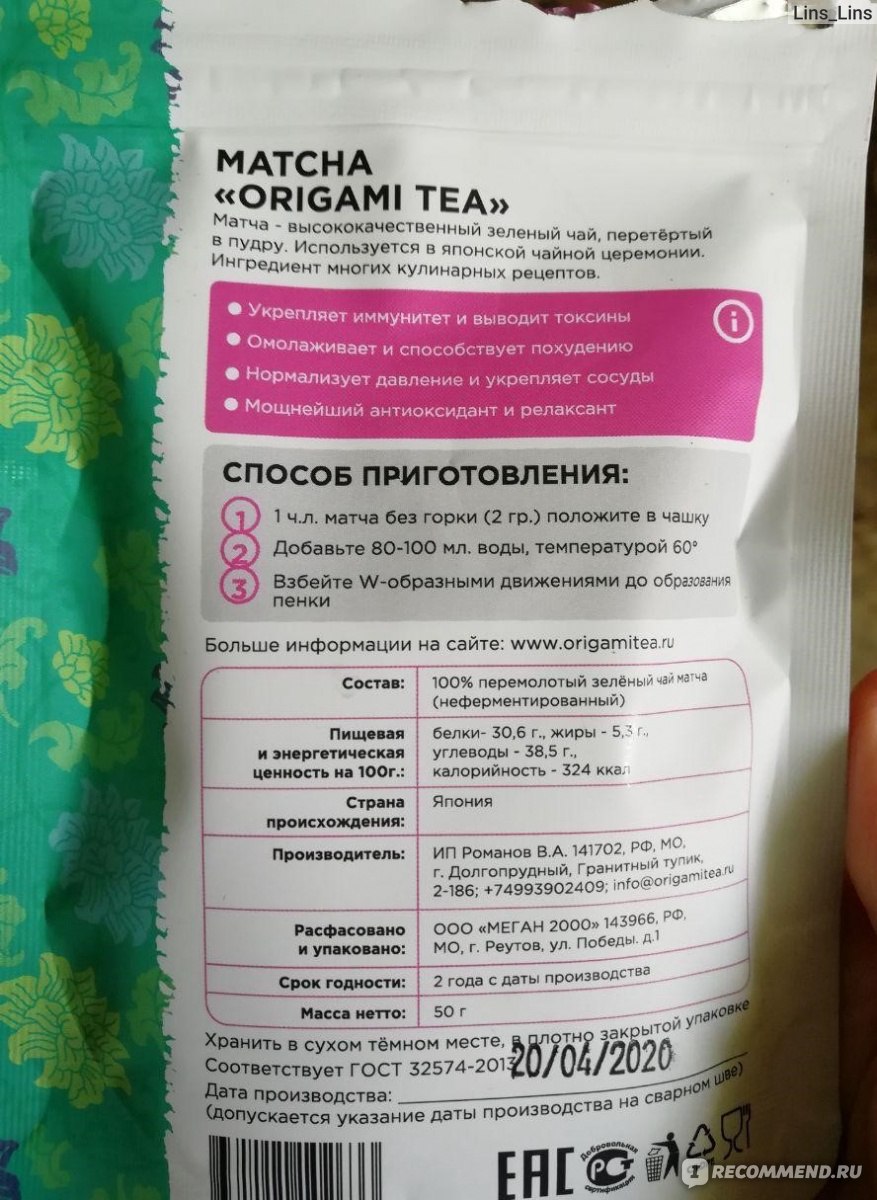 Lins_Lins
MATCHA
«ORIGAMI TEA»
Матча - высококачественный зеленый чай, перетёртый
в пудру. Используется в японской чайной церемонии.
Ингредиент многих кулинарных рецептов.
Укрепляет иммунитет и выводит токсины
Омолаживает и способствует похудению
Нормализует давление и укрепляет сосуды
Мощнейший антиоксидант и релаксант
i
СПОСОБ ПРИГОТОВЛЕНИЯ:
1 1 ч.л. матча без горки (2 гр.) положите в чашку
2 Добавьте 80-100 мл. воды, температурой 60°
3 Взбейте W-образными движениями до образования
пенки
Больше информации на сайте: www.origamitea.ru
Состав: 100% перемолотый зелёный чай матча
(неферментированный)
Пищевая
и энергетическая
ценность на 100г.:
белки- 30,6 г., жиры - 5,3 г.,
углеводы - 38,5 г.,
калорийность - 324 ккал
Страна
происхождения:
Япония
Производитель: ИП Романов В.А. 141702, РФ, МО,
г. Долгопрудный, Гранитный тупик,
2-186; +74993902409; info@origamitea.ru
Расфасовано
и упаковано:
ООО «МЕГАН 2000» 143966, РФ,
МО, г. Реутов, ул. Победы. д.1
Срок годности: 2 года с даты производства
Масса нетто: 50 г
Хранить в сухом тёмном месте, в плотно закрытой упаковке
Соответствует ГОСТ 32574-2013
20/04/2020
Дата производства:
(допускается указание даты производства на сварном шве)
EAC
Добровольная
РСТ
сертификация
IRECOMMEND.RU